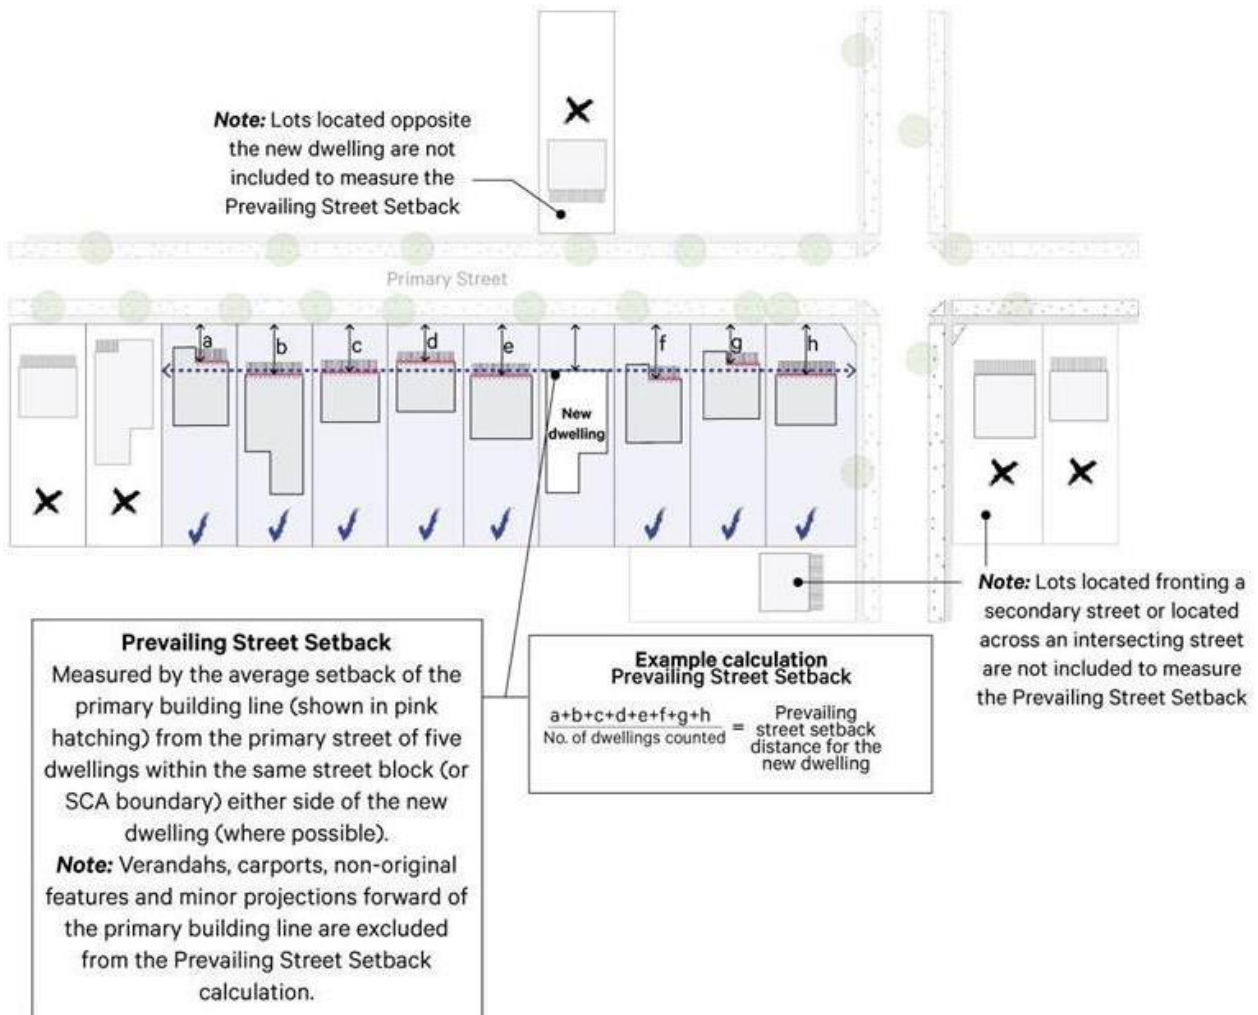 Note: Lots located opposite
the new dwelling are not
included to measure the
Prevailing Street Setback
Primary Street
a
b
c
d
e
f
g
h
New
dwelling
Note: Lots located fronting a
secondary street or located
across an intersecting street
are not included to measure
the Prevailing Street Setback
Prevailing Street Setback
Measured by the average setback of the
primary building line (shown in pink
hatching) from the primary street of five
dwellings within the same street block (or
SCA boundary) either side of the new
dwelling (where possible).
Note: Verandahs, carports, non-original
features and minor projections forward of
the primary building line are excluded
from the Prevailing Street Setback
calculation.
Example calculation
Prevailing Street Setback
a+b+c+d+e+f+g+h
No. of dwellings counted
=
Prevailing
street setback
distance for the
new dwelling